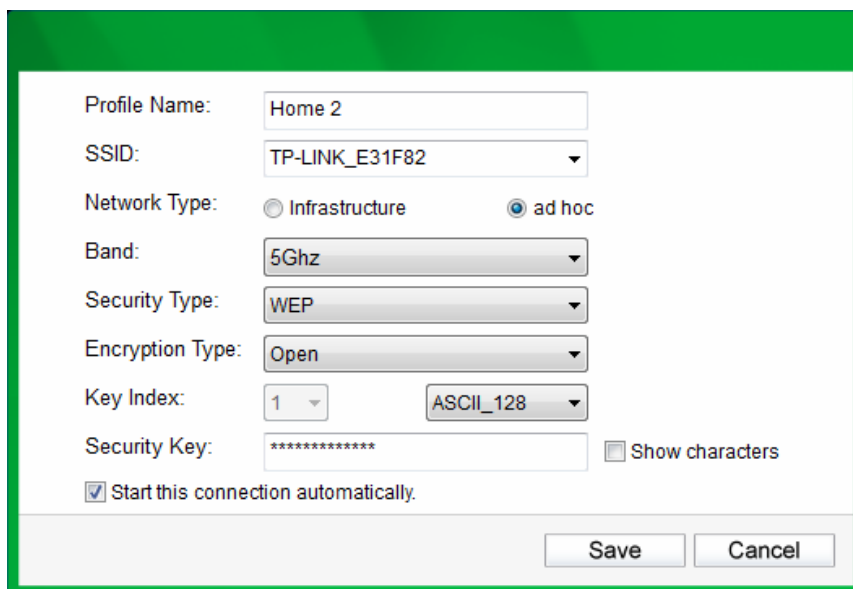 Profile Name: Home 2
SSID: TP-LINK_E31F82
Network Type: Infrastructure ad hoc
Band: 5Ghz
Security Type: WEP
Encryption Type: Open
Key Index: 1 ASCII_128
Security Key: ************* Show characters
Start this connection automatically.
Save Cancel